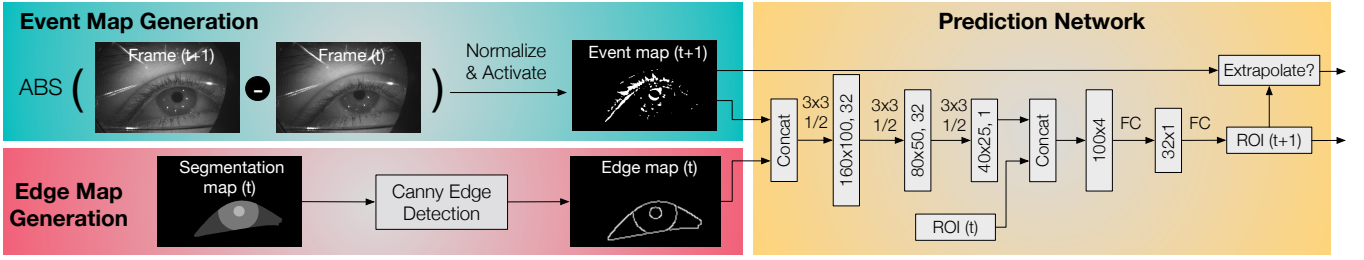 Event Map Generation
ABS
(
Frame (t+1)
-
Frame (t)
)
Normalize
& Activate
Event map (t+1)
Edge Map
Generation
Segmentation
map (t)
Canny Edge
Detection
Edge map (t)
Prediction Network
Concat
3x3
1/2
160x100, 32
3x3
1/2
80x50, 32
3x3
1/2
40x25, 1
Concat
ROI (t)
100x4
FC
32x1
FC
Extrapolate?
ROI (t+1)